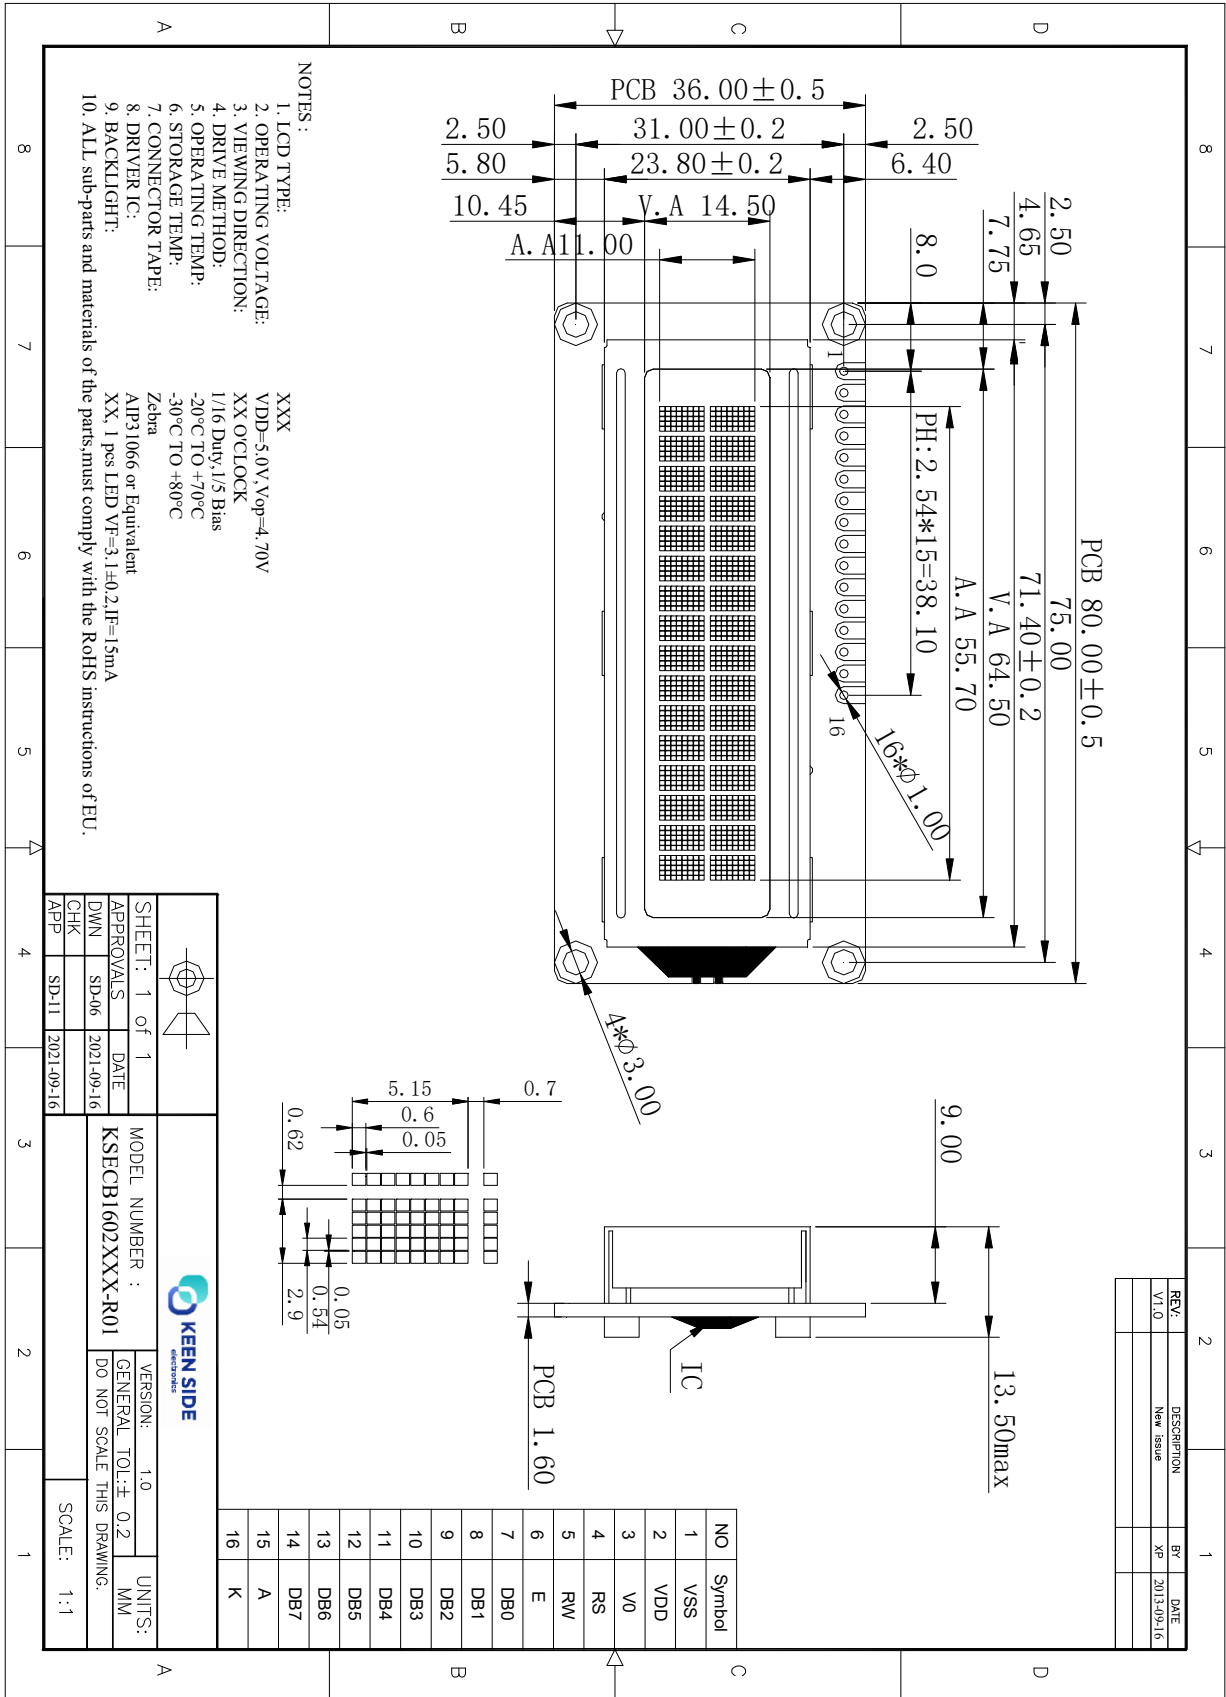 8 7 6 5 4 3 2 1
D
C
B
A
REV: DESCRIPTION BY DATE
V1.0 New issue XP 2013-09-16
PCB 80.00±0.5
75.00
71.40±0.2
V.A 64.50
A.A 55.70
2.50
4.65
7.75
8.0
PH:2.54*15=38.10
1
16
16*Ø1.00
4*Ø3.00
PCB 36.00±0.5
2.50
31.00±0.2
2.50
5.80
23.80±0.2
6.40
10.45
V.A 14.50
A.A11.00
13.50max
9.00
IC
PCB 1.60
0.7
5.15
0.6
0.05
0.62
0.05
0.54
2.9
NO Symbol
1 VSS
2 VDD
3 V0
4 RS
5 RW
6 E
7 DB0
8 DB1
9 DB2
10 DB3
11 DB4
12 DB5
13 DB6
14 DB7
15 A
16 K
NOTES :
1. LCD TYPE: XXX
2. OPERATING VOLTAGE: VDD=5.0V,Vop=4.70V
3. VIEWING DIRECTION: XX O'CLOCK
4. DRIVE METHOD: 1/16 Duty,1/5 Bias
5. OPERATING TEMP: -20°C TO +70°C
6. STORAGE TEMP: -30°C TO +80°C
7. CONNECTOR TAPE: Zebra
8. DRIVER IC: AIP31066 or Equivalent
9. BACKLIGHT: XX, 1 pcs LED VF=3.1±0.2,IF=15mA
10. ALL sub-parts and materials of the parts,must comply with the RoHS instructions of EU.
KEEN SIDE
electronics
SHEET: 1 of 1
APPROVALS DATE
DWN SD-06 2021-09-16
CHK
APP SD-11 2021-09-16
MODEL NUMBER :
KSECB1602XXX-R01
VERSION: 1.0
GENERAL TOL:± 0.2
UNITS: MM
DO NOT SCALE THIS DRAWING.
SCALE: 1:1
8 7 6 5 4 3 2 1
D
C
B
A